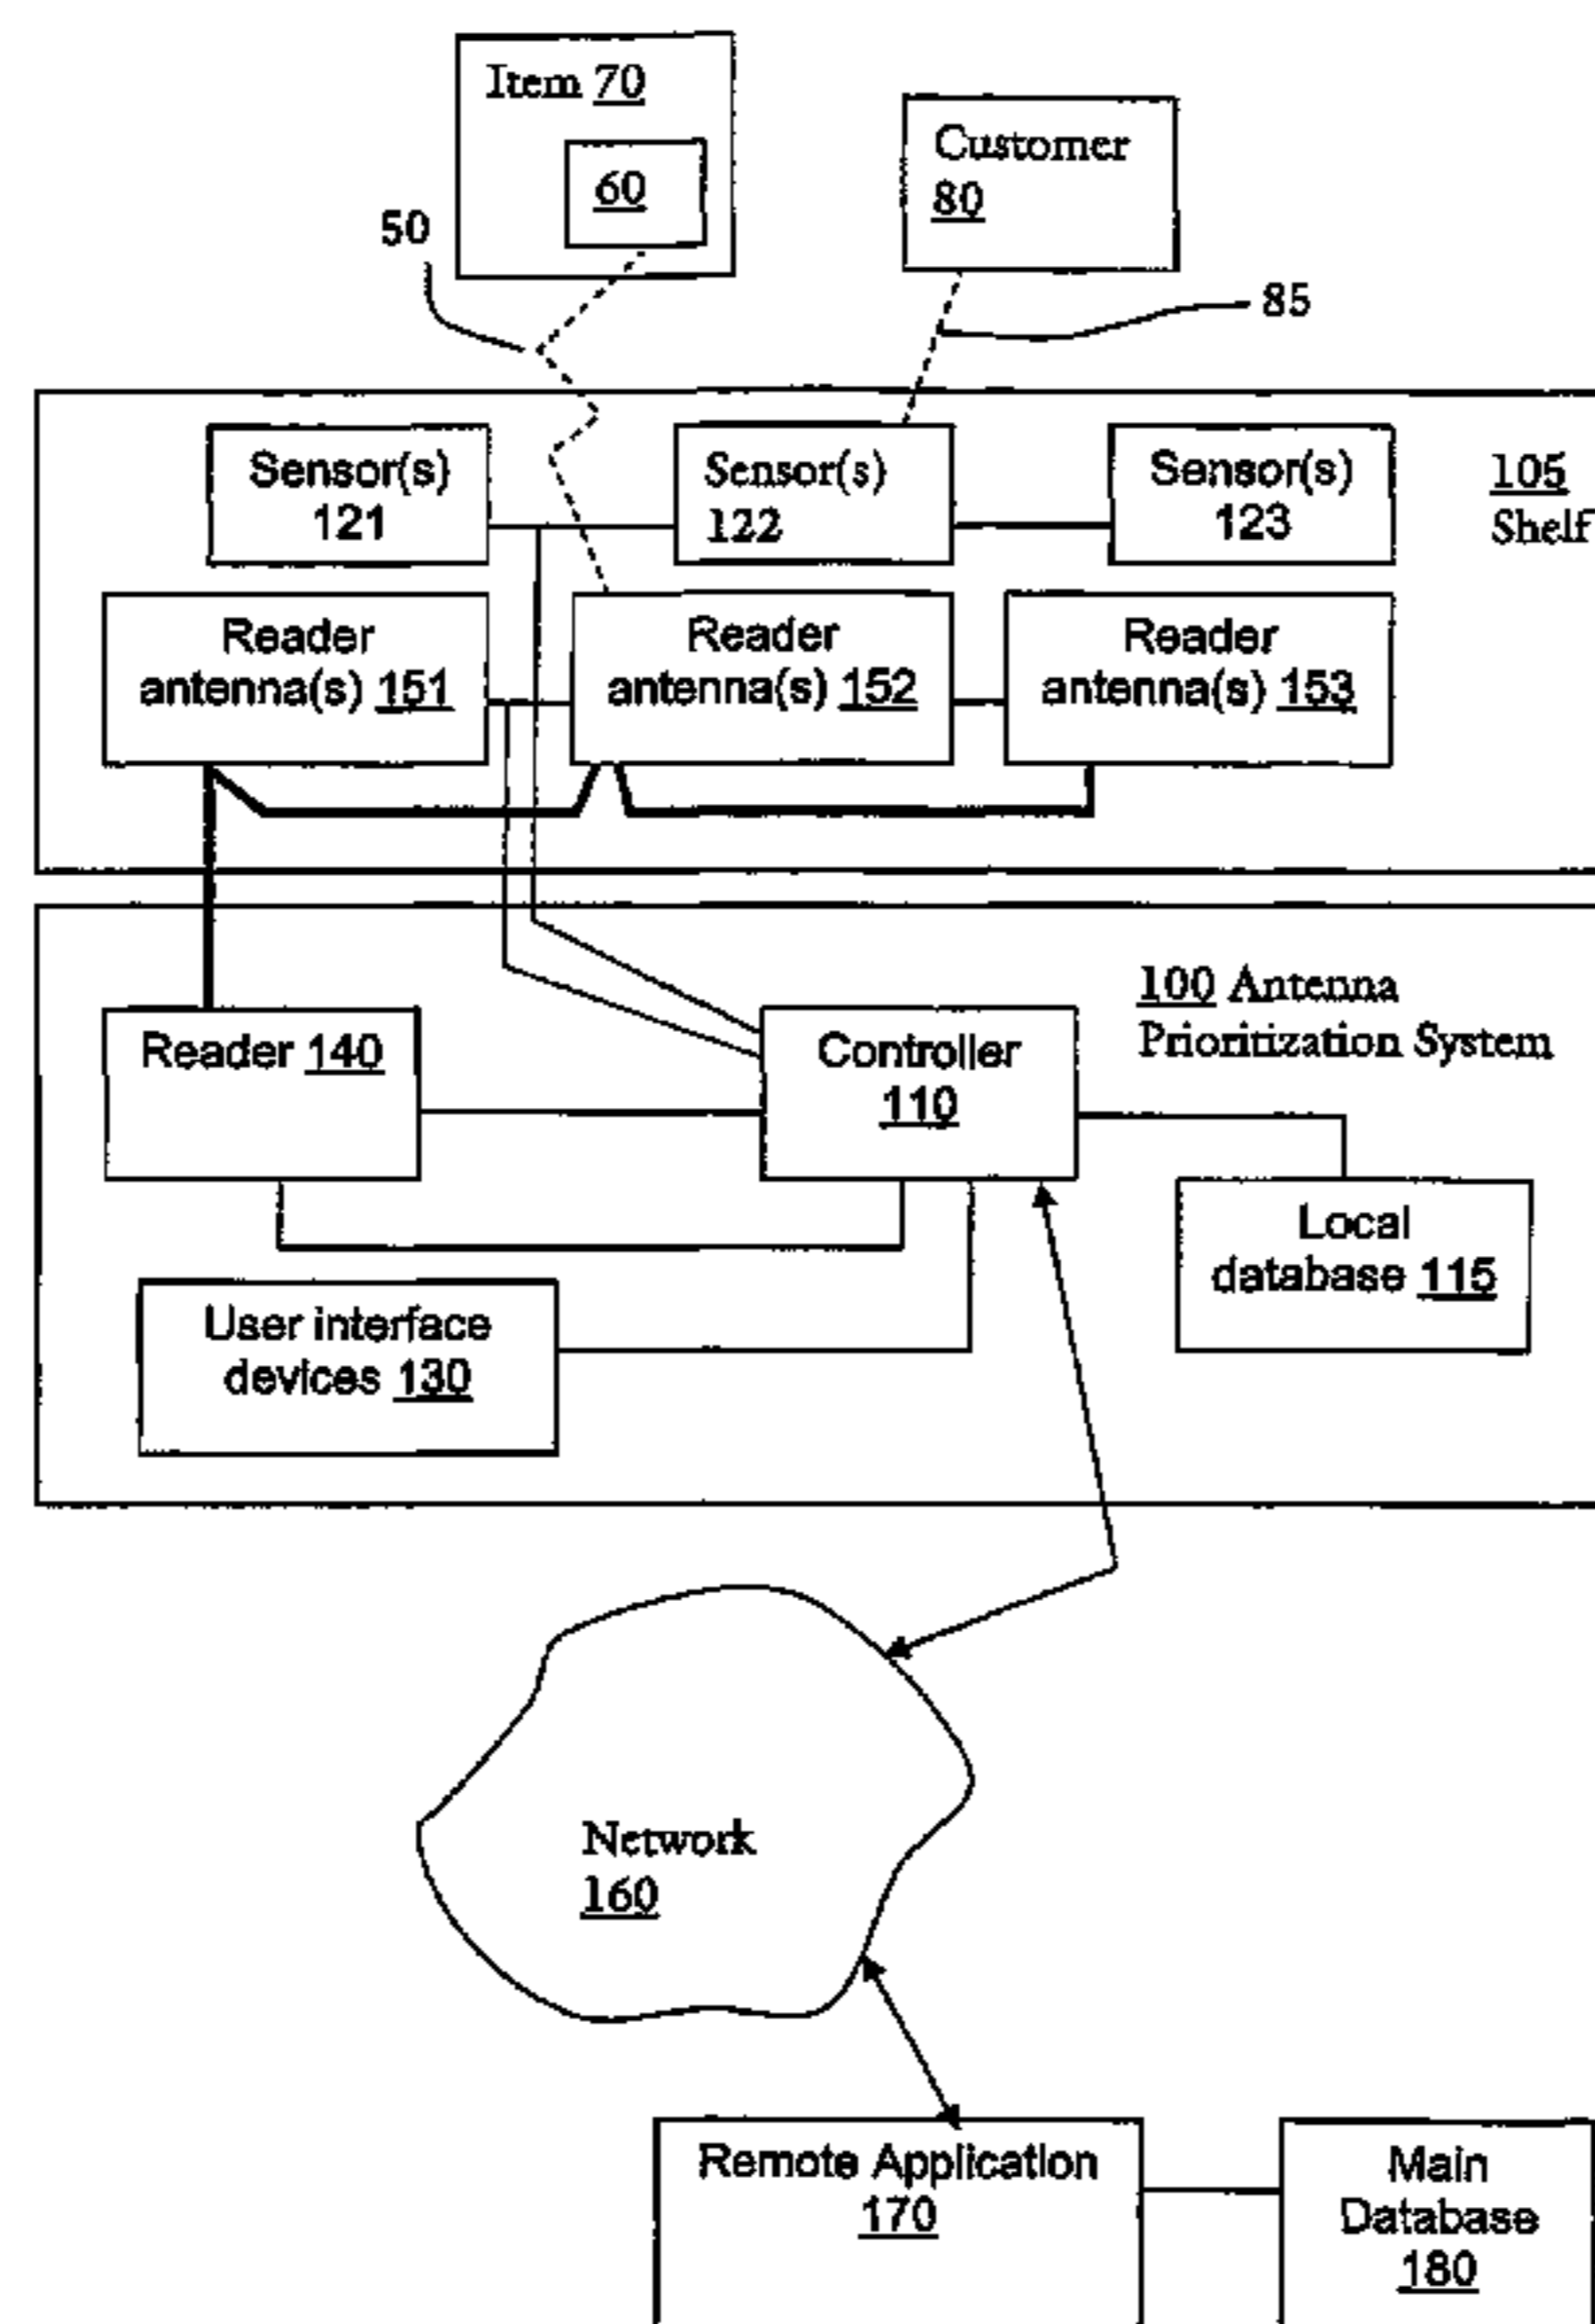 Item 70
60
Customer
80
50
85
Sensor(s)
121
Sensor(s)
122
Sensor(s)
123
105
Shelf
Reader
antenna(s) 151
Reader
antenna(s) 152
Reader
antenna(s) 153
100 Antenna
Prioritization System
Reader 140
Controller
110
Local
database 115
User interface
devices 130
Network
160
Remote Application
170
Main
Database
180